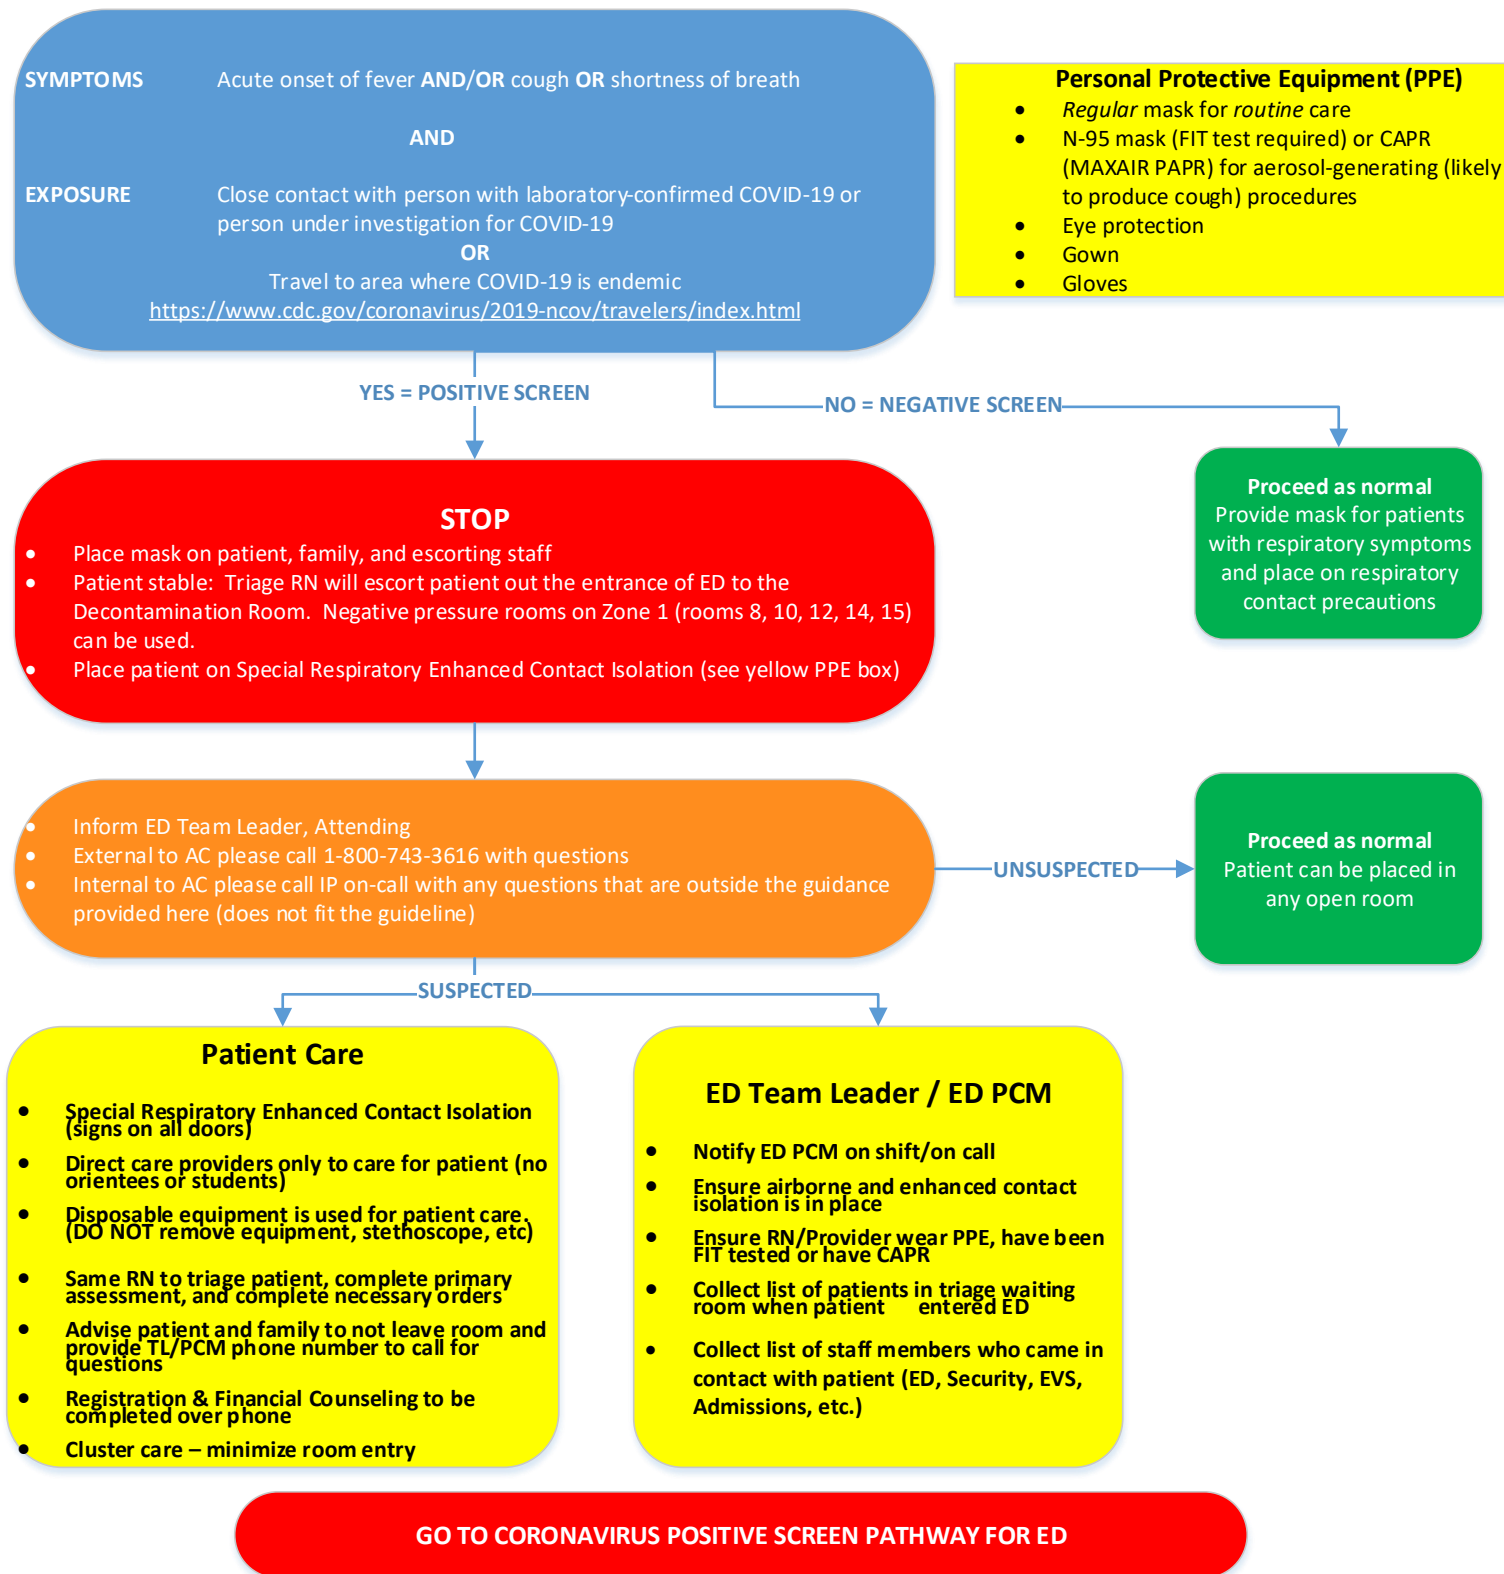 SYMPTOMS Acute onset of fever AND/OR cough OR shortness of breath
AND
EXPOSURE Close contact with person with laboratory-confirmed COVID-19 or
person under investigation for COVID-19
OR
Travel to area where COVID-19 is endemic
https://www.cdc.gov/coronavirus/2019-ncov/travelers/index.html
Personal Protective Equipment (PPE)
• Regular mask for routine care
• N-95 mask (FIT test required) or CAPR
(MAXAIR PAPR) for aerosol-generating (likely
to produce cough) procedures
• Eye protection
• Gown
• Gloves
YES = POSITIVE SCREEN
NO = NEGATIVE SCREEN
STOP
• Place mask on patient, family, and escorting staff
• Patient stable: Triage RN will escort patient out the entrance of ED to the
Decontamination Room. Negative pressure rooms on Zone 1 (rooms 8, 10, 12, 14, 15)
can be used.
• Place patient on Special Respiratory Enhanced Contact Isolation (see yellow PPE box)
Proceed as normal
Provide mask for patients
with respiratory symptoms
and place on respiratory
contact precautions
• Inform ED Team Leader, Attending
• External to AC please call 1-800-743-3616 with questions
• Internal to AC please call IP on-call with any questions that are outside the guidance
provided here (does not fit the guideline)
UNSUSPECTED
Proceed as normal
Patient can be placed in
any open room
SUSPECTED
Patient Care
• Special Respiratory Enhanced Contact Isolation
(signs on all doors)
• Direct care providers only to care for patient (no
orientees or students)
• Disposable equipment is used for patient care.
(DO NOT remove equipment, stethoscope, etc)
• Same RN to triage patient, complete primary
assessment, and complete necessary orders
• Advise patient and family to not leave room and
provide TL/PCM phone number to call for
questions
• Registration & Financial Counseling to be
completed over phone
• Cluster care – minimize room entry
ED Team Leader / ED PCM
• Notify ED PCM on shift/on call
• Ensure airborne and enhanced contact
isolation is in place
• Ensure RN/Provider wear PPE, have been
FIT tested or have CAPR
• Collect list of patients in triage waiting
room when patient entered ED
• Collect list of staff members who came in
contact with patient (ED, Security, EVS,
Admissions, etc.)
GO TO CORONAVIRUS POSITIVE SCREEN PATHWAY FOR ED